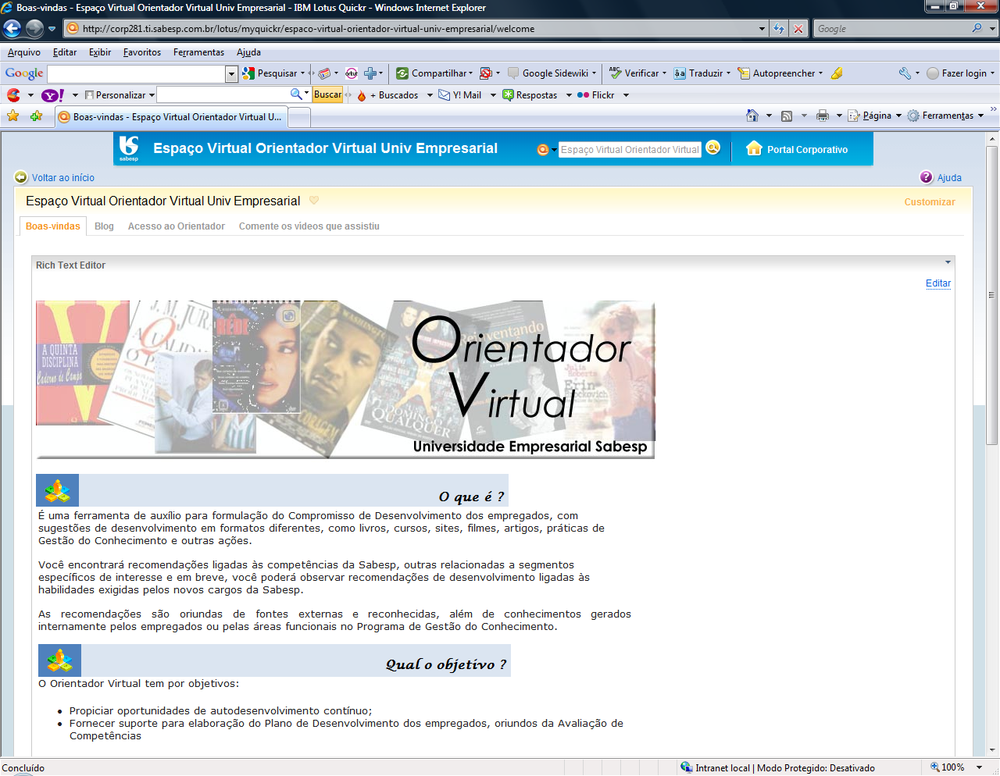 Boas-vindas - Espaço Virtual Orientador Virtual Univ Empresarial - IBM Lotus Quickr - Windows Internet Explorer
http://corp281.ti.sabesp.com.br/lotus/myquickr/espaco-virtual-orientador-virtual-univ-empresarial/welcome
Google
Arquivo Editar Exibir Favoritos Ferramentas Ajuda
Google Pesquisar Compartilhar Google Sidewiki Verificar Traduzir Autopreencher Fazer login
Y! Personalizar Buscar + Buscados Y! Mail Respostas Flickr
Boas-vindas - Espaço Virtual Orientador Virtual U... Página Ferramentas
sabesp Espaço Virtual Orientador Virtual Univ Empresarial Espaço Virtual Orientador Virtual Portal Corporativo
Voltar ao início Ajuda
Espaço Virtual Orientador Virtual Univ Empresarial Customizar
Boas-vindas Blog Acesso ao Orientador Comente os videos que assistiu
Rich Text Editor
Editar
A QUINTA DISCIPLINA
Caderno de Campo
J. M. JURAN
REDE
WASHINGTON
DOMINGO QUALQUER
Reinventando
Julia Roberts
Erin Brockovich
Orientador
Virtual
Universidade Empresarial Sabesp
O que é ?
É uma ferramenta de auxílio para formulação do Compromisso de Desenvolvimento dos empregados, com
sugestões de desenvolvimento em formatos diferentes, como livros, cursos, sites, filmes, artigos, práticas de
Gestão do Conhecimento e outras ações.
Você encontrará recomendações ligadas às competências da Sabesp, outras relacionadas a segmentos
específicos de interesse e em breve, você poderá observar recomendações de desenvolvimento ligadas às
habilidades exigidas pelos novos cargos da Sabesp.
As recomendações são oriundas de fontes externas e reconhecidas, além de conhecimentos gerados
internamente pelos empregados ou pelas áreas funcionais no Programa de Gestão do Conhecimento.
Qual o objetivo ?
O Orientador Virtual tem por objetivos:
• Propiciar oportunidades de autodesenvolvimento contínuo;
• Fornecer suporte para elaboração do Plano de Desenvolvimento dos empregados, oriundos da Avaliação de
Competências
Concluído Intranet local | Modo Protegido: Desativado 100%